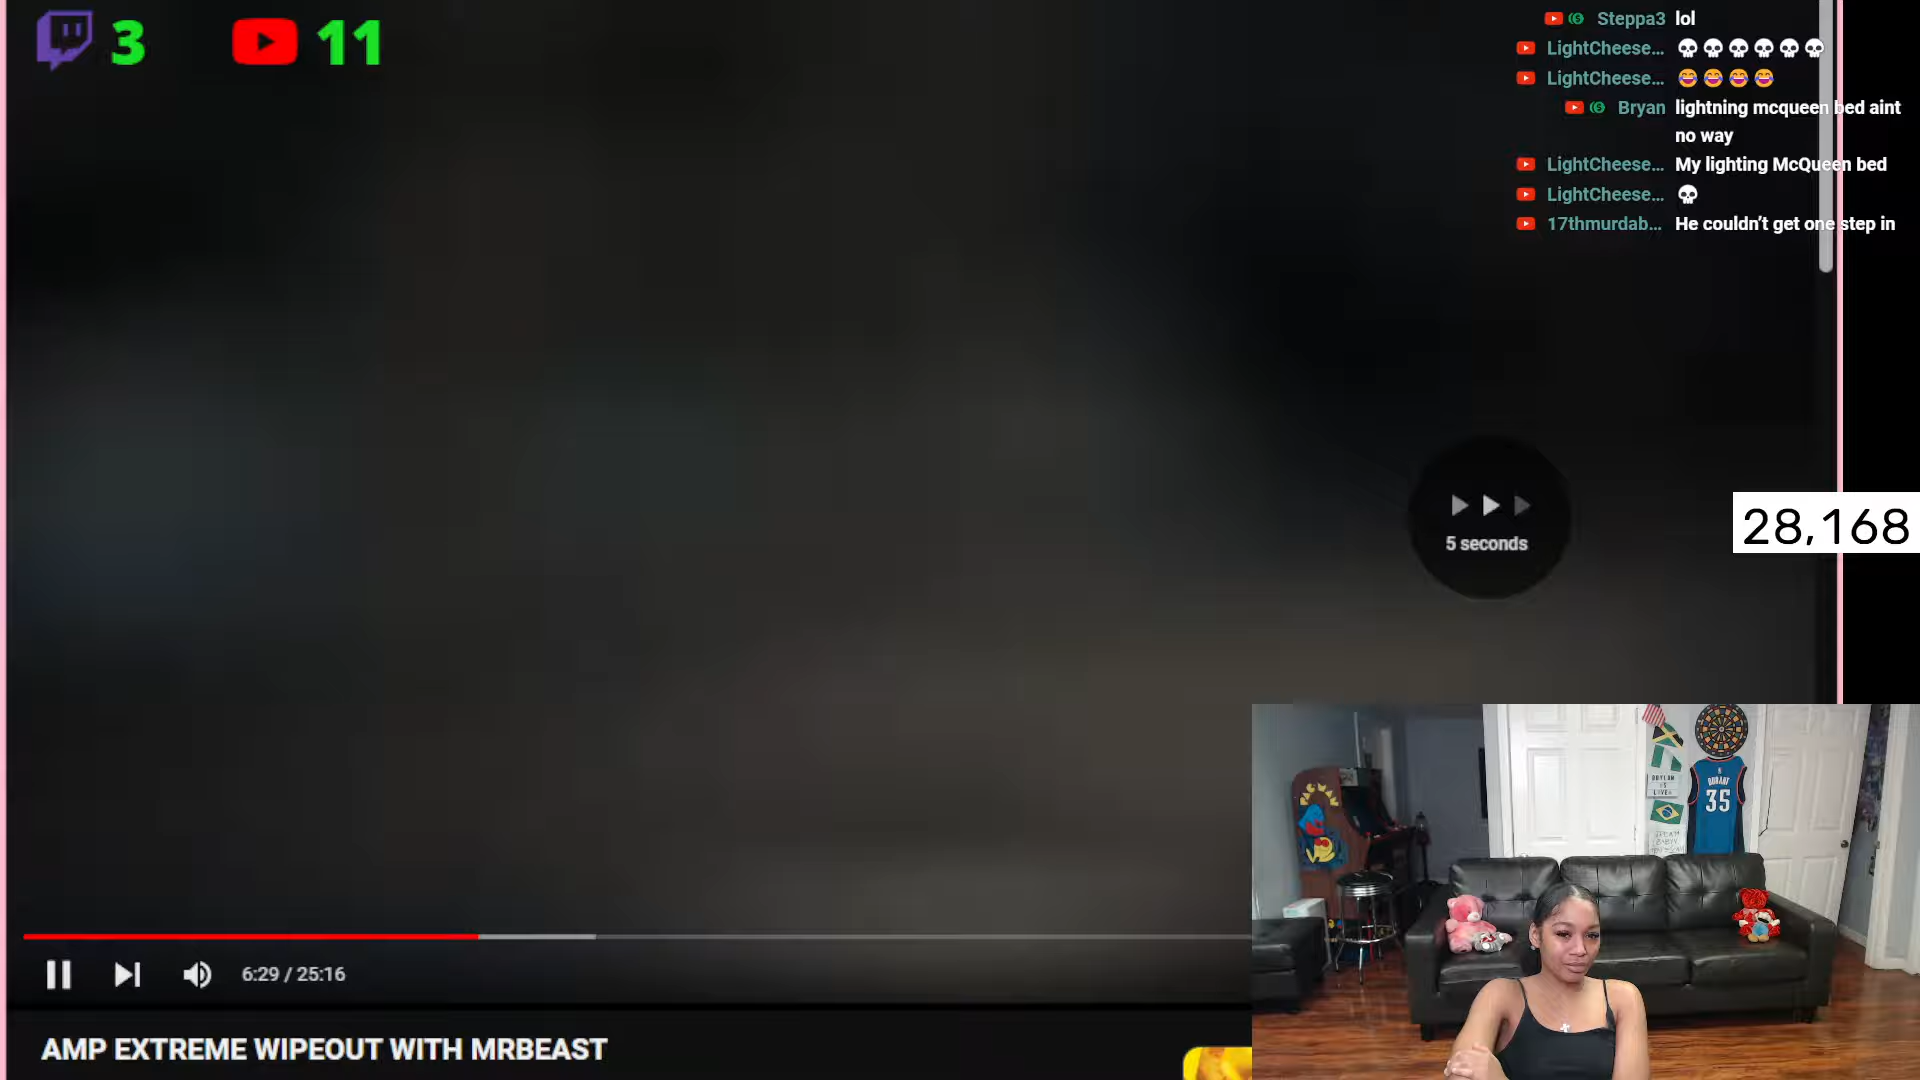 3
11
Steppa3 lol
LightCheese... 💀💀💀💀💀💀
LightCheese... 😂😂😂😂
Bryan lightning mcqueen bed aint
no way
LightCheese... My lighting McQueen bed
LightCheese... 💀
17thmurdab... He couldn't get one step in
5 seconds
28,168
35
6:29 / 25:16
AMP EXTREME WIPEOUT WITH MRBEAST